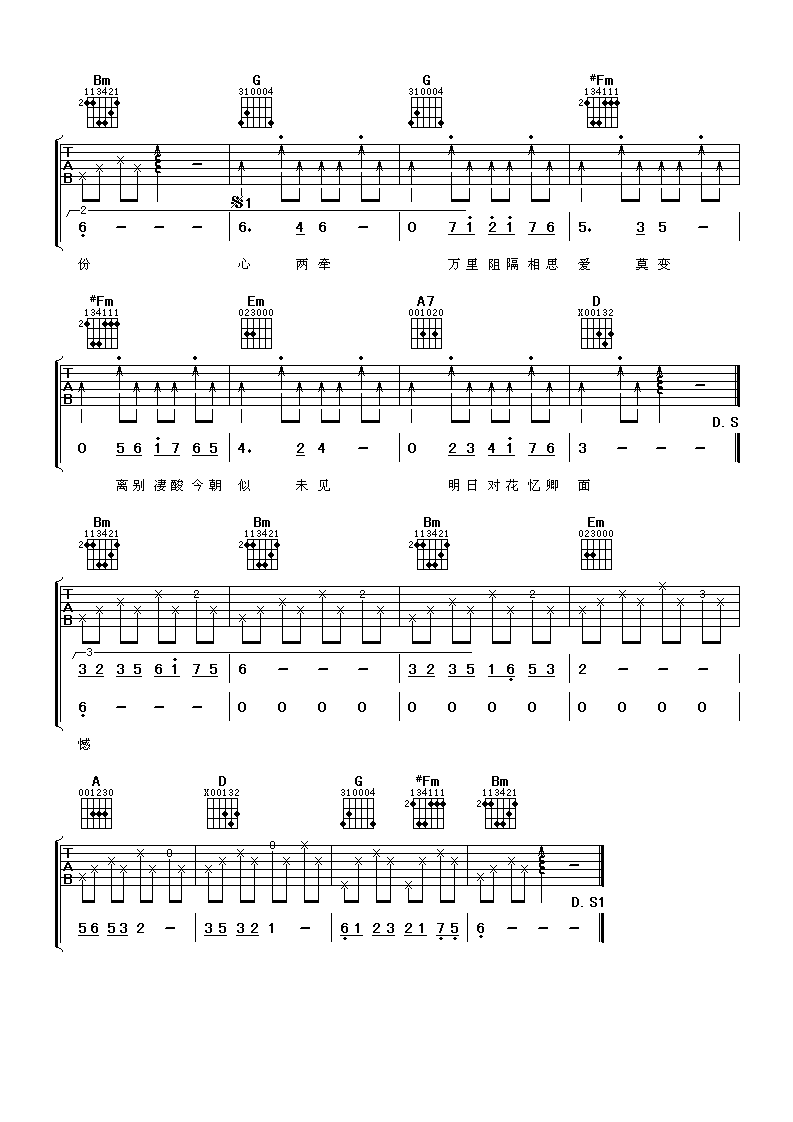 Bm G G #Fm
113421 310004 310004 134111
2 2
T
A
B
𝄋1
2
6 - - - 6. 4 6 - 0 7 1 2 1 7 6 5. 3 5 -
份 心 两 牵 万 里 阻 隔 相 思 爱 莫 变
#Fm Em A7 D
134111 023000 001020 X00132
2
T
A
B
D.S
0 5 6 1 7 6 5 4. 2 4 - 0 2 3 4 1 7 6 3 - - -
离 别 凄 酸 今 朝 似 未 见 明 日 对 花 忆 卿 面
Bm Bm Bm Em
113421 113421 113421 023000
2 2 2
T
A
B
2 2 2 3
3
3 2 3 5 6 1 7 5 6 - - - 3 2 3 5 1 6 5 3 2 - - -
6 - - - 0 0 0 0 0 0 0 0 0 0 0 0
憾
A D G #Fm Bm
001230 X00132 310004 134111 113421
2 2
T
A
B
0 0
D.S1
5 6 5 3 2 - 3 5 3 2 1 - 6 1 2 3 2 1 7 5 6 - - -